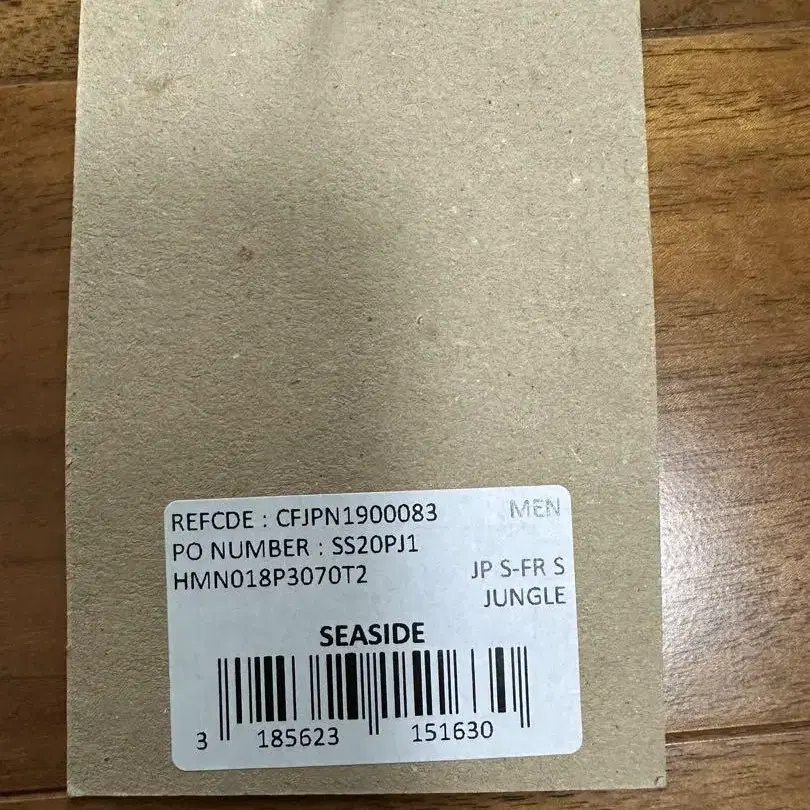 REFCDE : CFJPN1900083 MEN
PO NUMBER : SS20PJ1
HMN018P3070T2 JP S-FR S
JUNGLE
SEASIDE
3 185623 151630